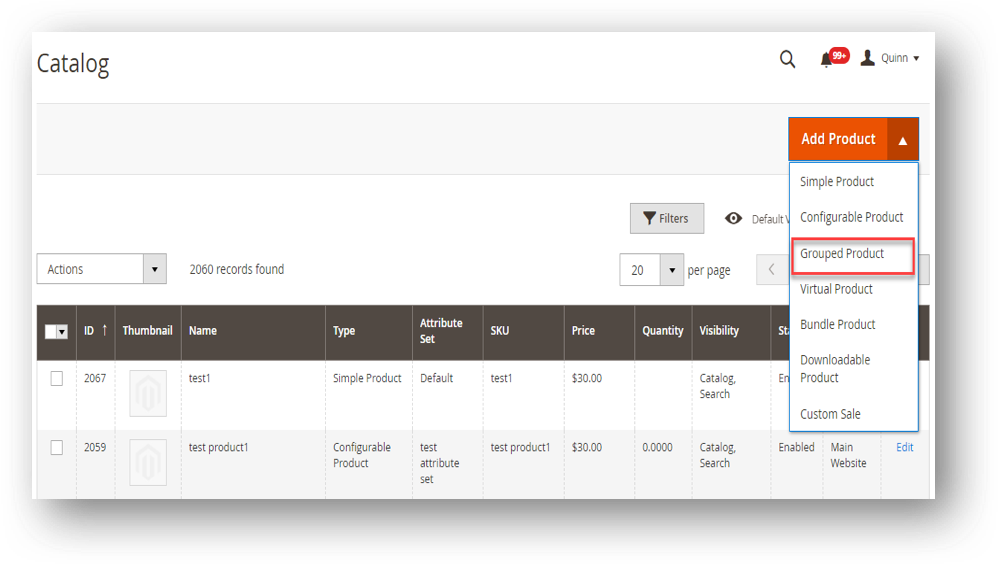 Catalog
99+
Quinn
Add Product
Simple Product
Configurable Product
Grouped Product
Virtual Product
Bundle Product
Downloadable
Product
Custom Sale
Filters
Default
Actions
2060 records found
20
per page
ID
Thumbnail
Name
Type
Attribute
Set
SKU
Price
Quantity
Visibility
2067
test1
Simple Product
Default
test1
$30.00
Catalog,
Search
2059
test product1
Configurable
Product
test
attribute
set
test product1
$30.00
0.0000
Catalog,
Search
Enabled
Main
Website
Edit